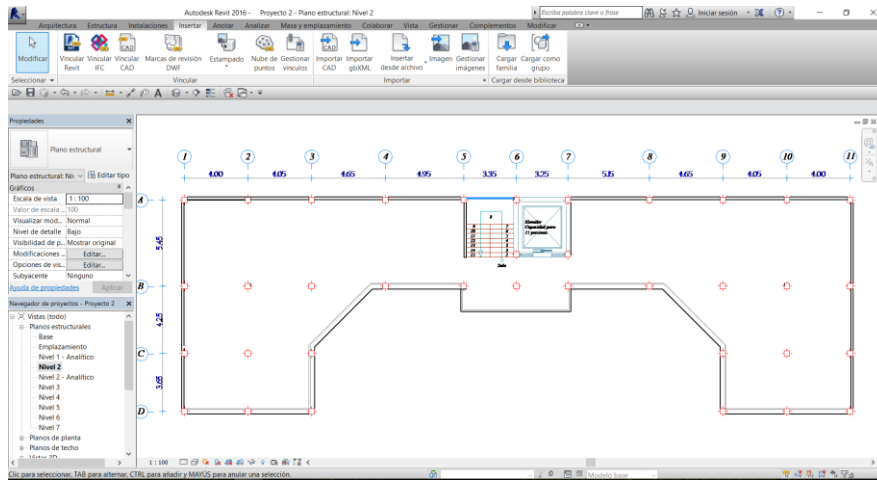 Autodesk Revit 2016 - Proyecto 2 - Plano estructural: Nivel 2
Escriba palabra clave o frase
Iniciar sesión
Arquitectura Estructura Instalaciones Insertar Anotar Analizar Masa y emplazamiento Colaborar Vista Gestionar Complementos Modificar
Modificar
Vincular Revit
Vincular IFC
Vincular CAD
Marcas de revisión DWF
Estampado
Nube de puntos
Gestionar vínculos
Importar CAD
Importar gbXML
Insertar desde archivo
Imagen
Gestionar imágenes
Cargar familia
Cargar como grupo
Seleccionar
Vincular
Importar
Cargar desde biblioteca
Propiedades
Plano estructural
Plano estructural: Niv
Editar tipo
Gráficos
Escala de vista 1 : 100
Valor de escala ... 100
Visualizar mod... Normal
Nivel de detalle Bajo
Visibilidad de p... Mostrar original
Modificaciones ... Editar...
Opciones de vis... Editar...
Subyacente Ninguno
Ayuda de propiedades Aplicar
Navegador de proyectos - Proyecto 2
Vistas (todo)
Planos estructurales
Base
Emplazamiento
Nivel 1 - Analítico
Nivel 2
Nivel 2 - Analítico
Nivel 3
Nivel 4
Nivel 5
Nivel 6
Nivel 7
Planos de planta
Planos de techo
Vistas 3D
1 2 3 4 5 6 7 8 9 10 11
4.00 4.05 4.65 4.95 3.35 3.25 5.15 4.65 4.05 4.00
A
5.45
B
4.25
C
3.65
D
Elevador
Capacidad para
11 personas
Sube
1 : 100
Clic para seleccionar, TAB para alternar, CTRL para añadir y MAYÚS para anular una selección.
:0
Modelo base